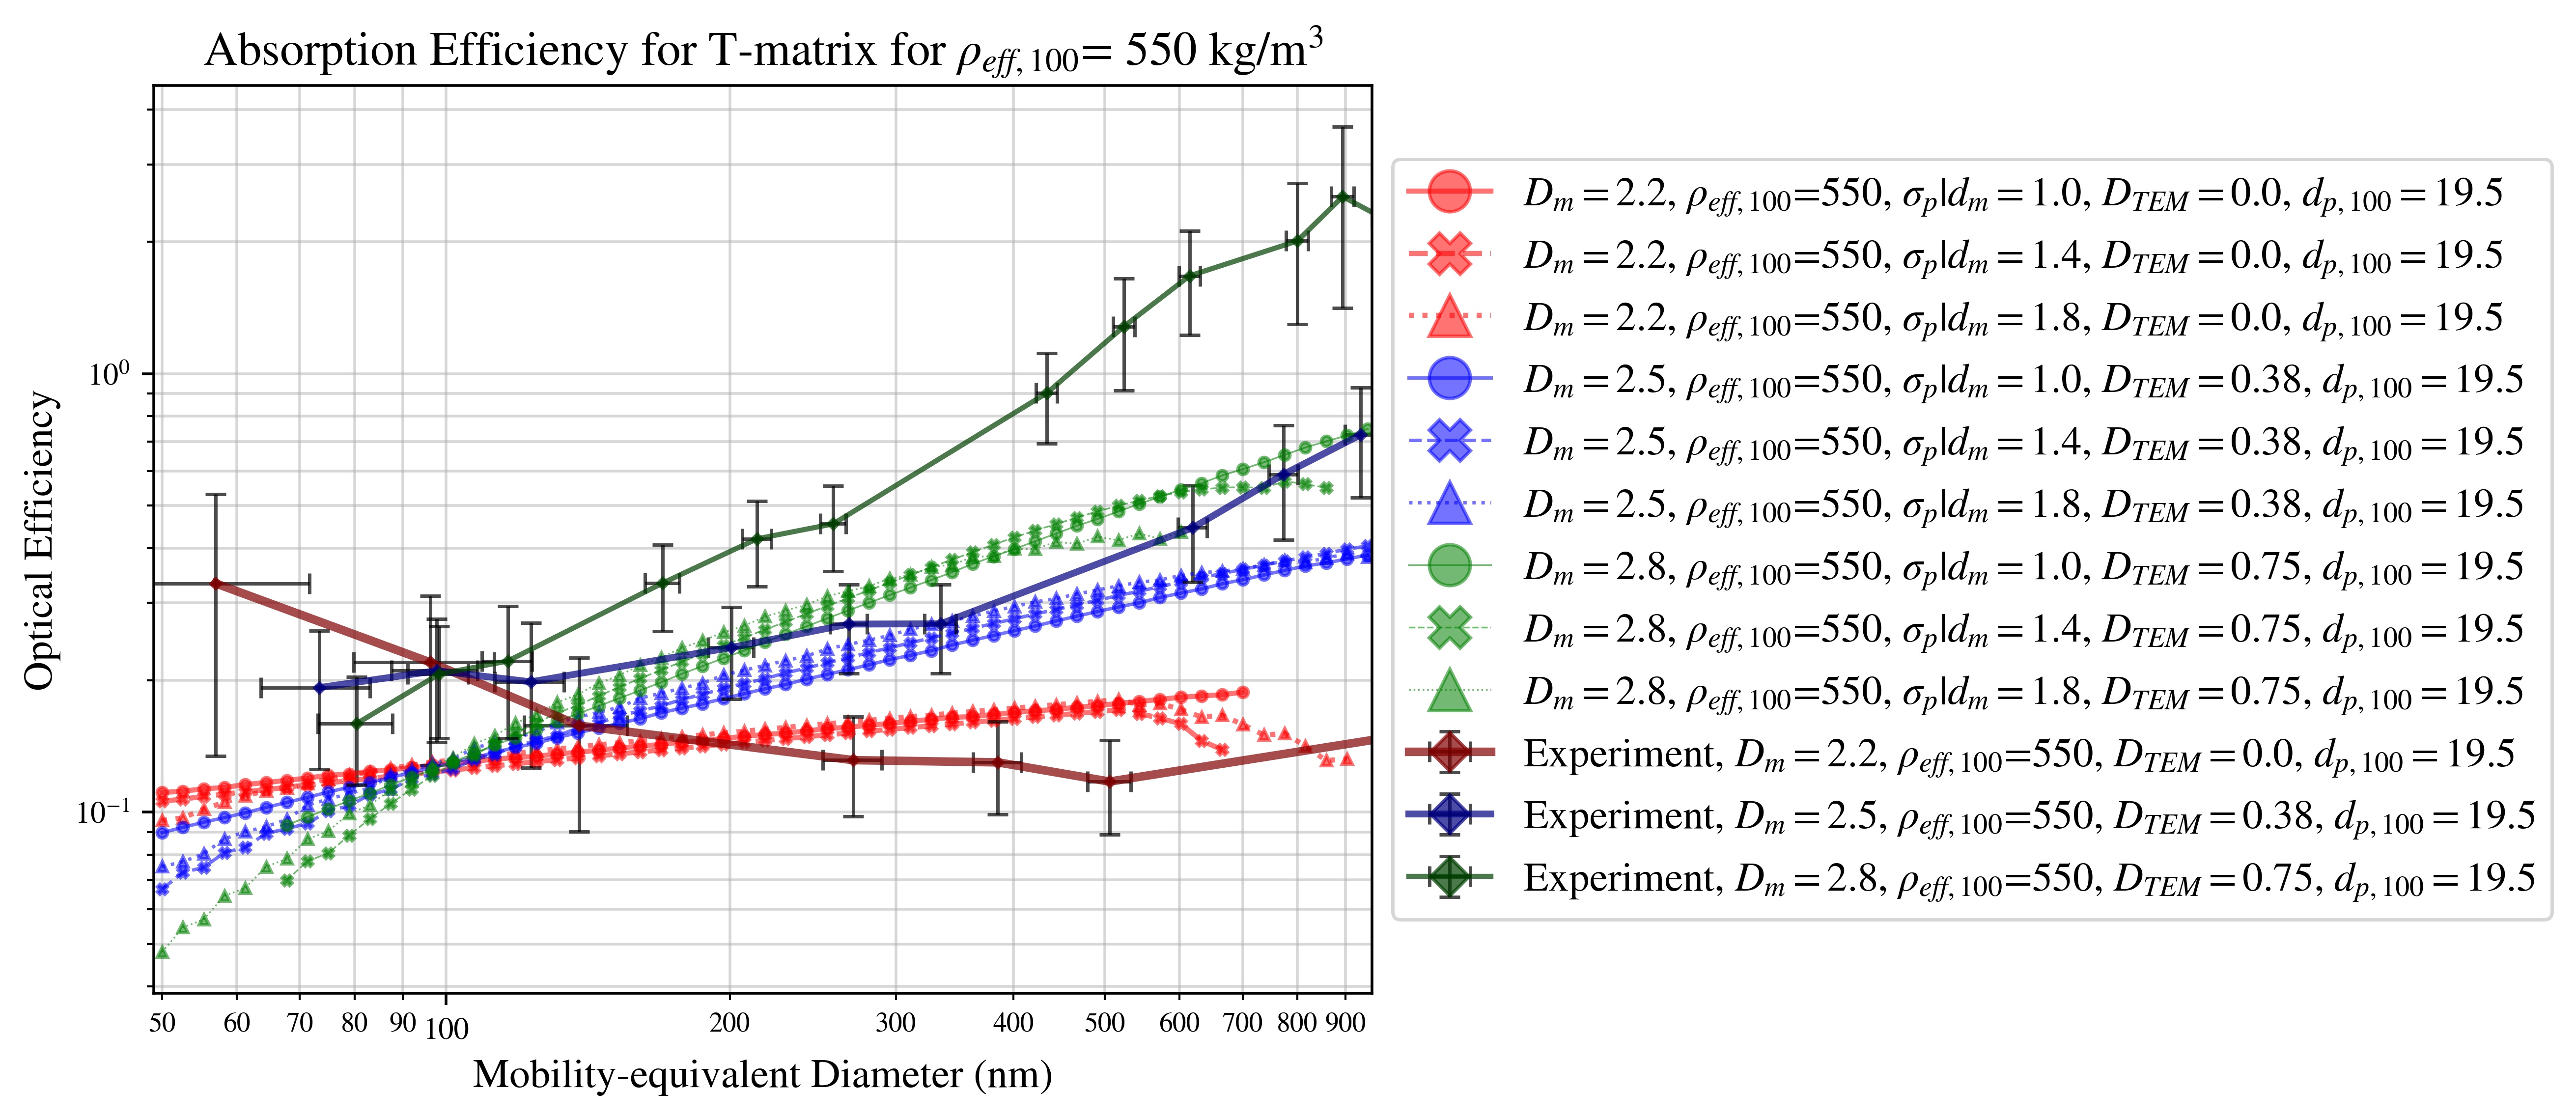 Absorption Efficiency for T-matrix for ρeff,100= 550 kg/m³
Optical Efficiency
10⁰
10⁻¹
50 60 70 80 90 100 200 300 400 500 600 700 800 900
Mobility-equivalent Diameter (nm)
Dm = 2.2, ρeff,100=550, σp|dm = 1.0, DTEM = 0.0, dp,100 = 19.5
Dm = 2.2, ρeff,100=550, σp|dm = 1.4, DTEM = 0.0, dp,100 = 19.5
Dm = 2.2, ρeff,100=550, σp|dm = 1.8, DTEM = 0.0, dp,100 = 19.5
Dm = 2.5, ρeff,100=550, σp|dm = 1.0, DTEM = 0.38, dp,100 = 19.5
Dm = 2.5, ρeff,100=550, σp|dm = 1.4, DTEM = 0.38, dp,100 = 19.5
Dm = 2.5, ρeff,100=550, σp|dm = 1.8, DTEM = 0.38, dp,100 = 19.5
Dm = 2.8, ρeff,100=550, σp|dm = 1.0, DTEM = 0.75, dp,100 = 19.5
Dm = 2.8, ρeff,100=550, σp|dm = 1.4, DTEM = 0.75, dp,100 = 19.5
Dm = 2.8, ρeff,100=550, σp|dm = 1.8, DTEM = 0.75, dp,100 = 19.5
Experiment, Dm = 2.2, ρeff,100=550, DTEM = 0.0, dp,100 = 19.5
Experiment, Dm = 2.5, ρeff,100=550, DTEM = 0.38, dp,100 = 19.5
Experiment, Dm = 2.8, ρeff,100=550, DTEM = 0.75, dp,100 = 19.5